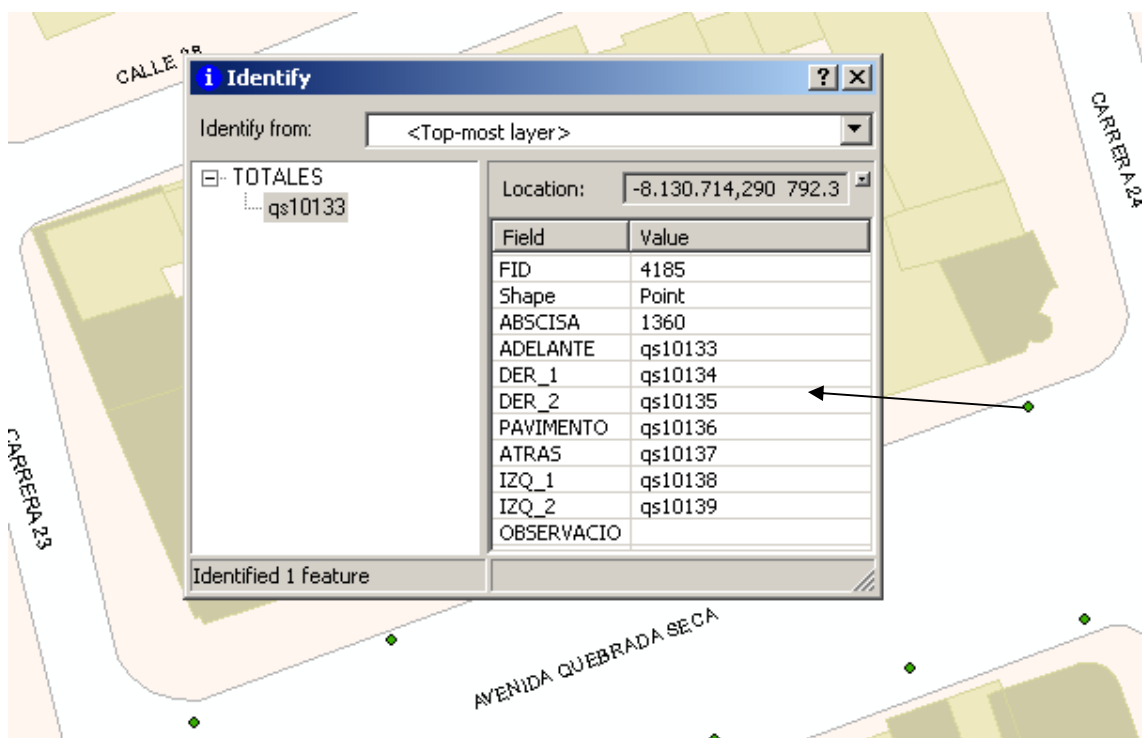 CALLE 28
i Identify ? X
CARRERA 24
Identify from: <Top-most layer>
TOTALES
qs10133
Location: -8.130.714,290 792.3
Field Value
FID 4185
Shape Point
ABSCISA 1360
ADELANTE qs10133
DER_1 qs10134
DER_2 qs10135
PAVIMENTO qs10136
ATRAS qs10137
IZQ_1 qs10138
IZQ_2 qs10139
OBSERVACIO
CARRERA 23
Identified 1 feature
AVENIDA QUEBRADA SECA